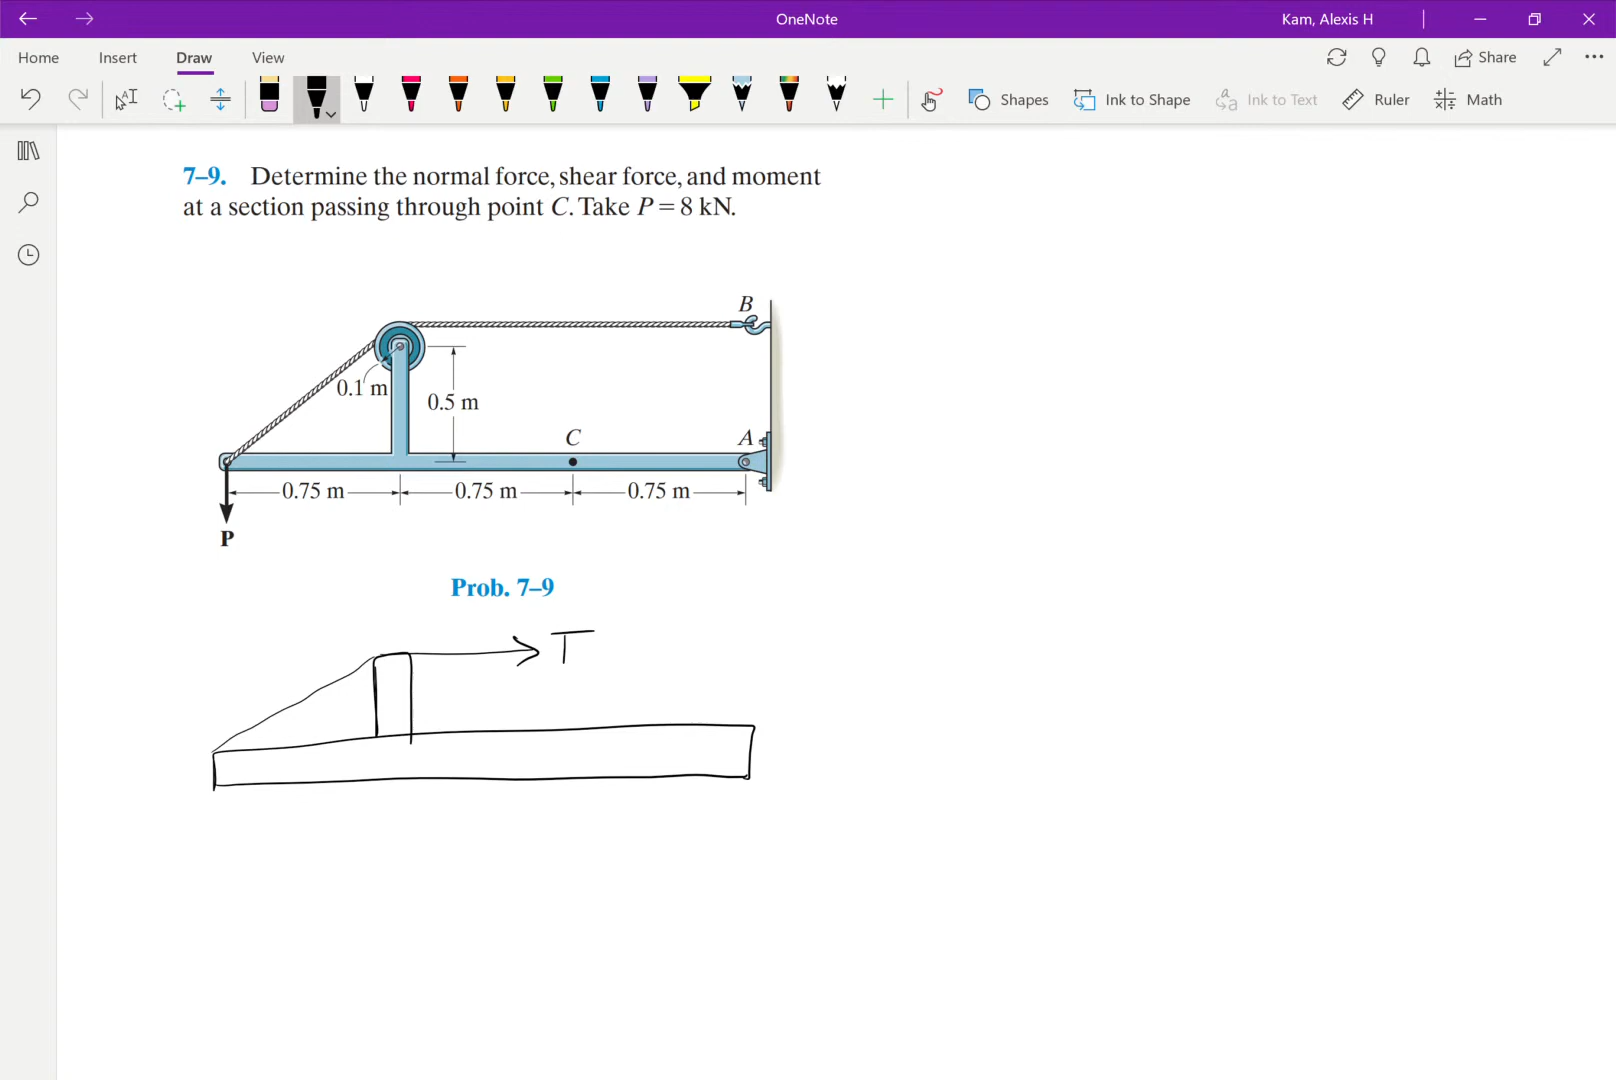 OneNote
Kam, Alexis H
Home Insert Draw View
Share
Shapes Ink to Shape Ink to Text Ruler Math
7–9. Determine the normal force, shear force, and moment
at a section passing through point C. Take P = 8 kN.
B
0.1 m
0.5 m
C
A
0.75 m 0.75 m 0.75 m
P
Prob. 7–9
T